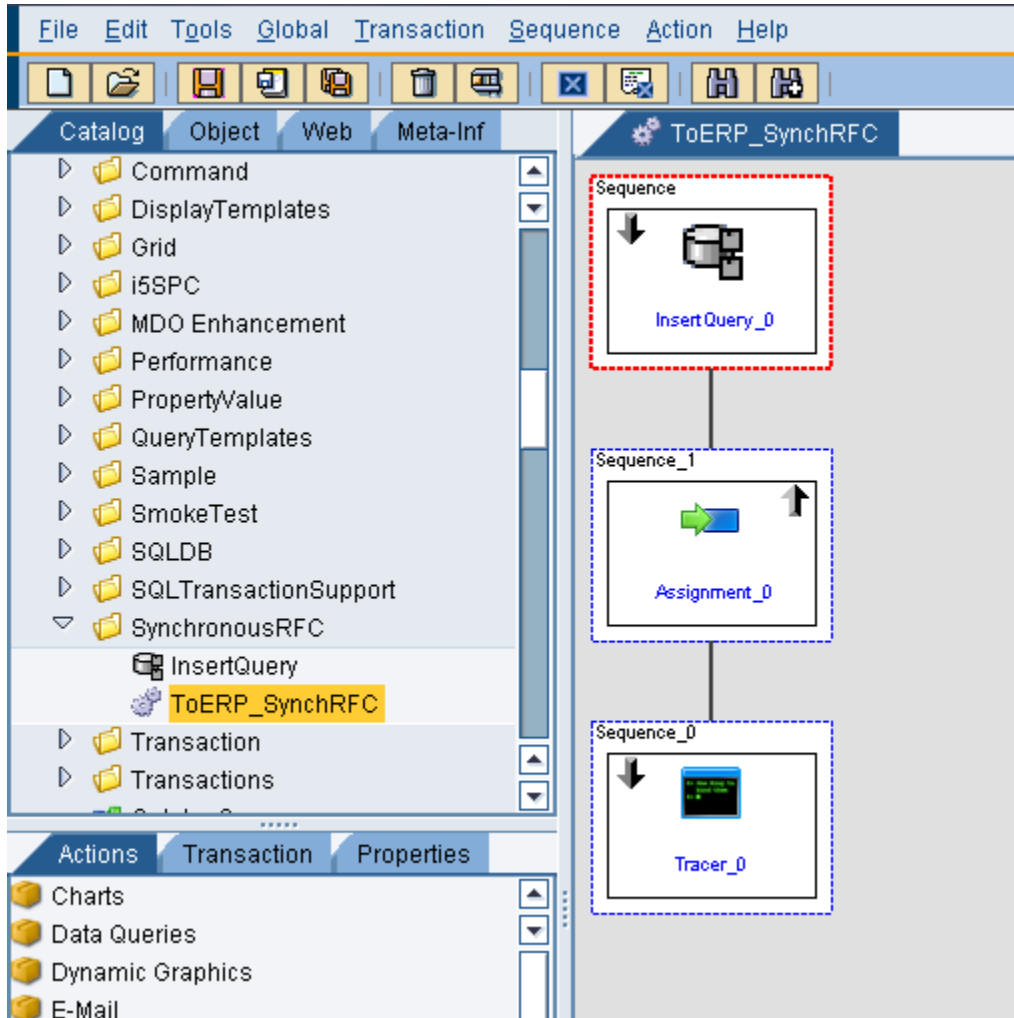 File Edit Tools Global Transaction Sequence Action Help
Catalog Object Web Meta-Inf
Command
DisplayTemplates
Grid
i5SPC
MDO Enhancement
Performance
PropertyValue
QueryTemplates
Sample
SmokeTest
SQLDB
SQLTransactionSupport
SynchronousRFC
InsertQuery
ToERP_SynchRFC
Transaction
Transactions
Actions Transaction Properties
Charts
Data Queries
Dynamic Graphics
E-Mail
ToERP_SynchRFC
Sequence
InsertQuery_0
Sequence_1
Assignment_0
Sequence_0
Tracer_0